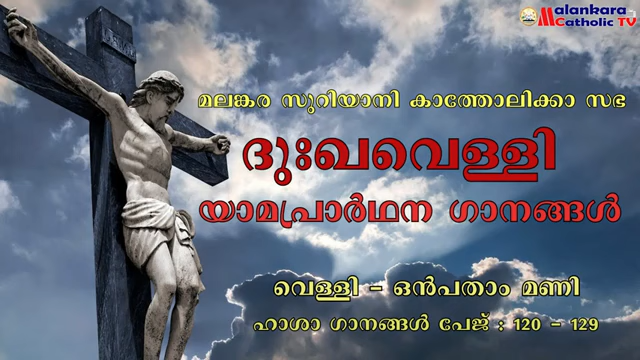 Malankara
Catholic TV
മലങ്കര സുറിയാനി കാത്തോലിക്കാ സഭ
ദുഃഖവെള്ളി
യാമപ്രാർഥന ഗാനങ്ങൾ
വെള്ളി - ഒൻപതാം മണി
ഹാശാ ഗാനങ്ങൾ പേജ് : 120 - 129